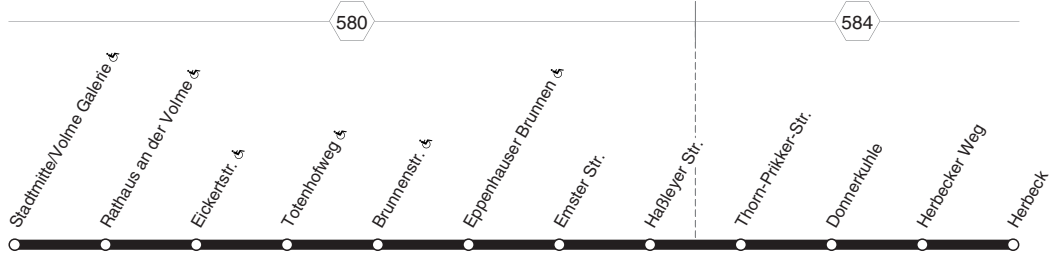 580
584
Stadtmitte/Volme Galerie
Rathaus an der Volme
Eickertstr.
Totenhofweg
Brunnenstr.
Eppenhauser Brunnen
Emster Str.
Haßleyer Str.
Thorn-Prikker-Str.
Donnerkuhle
Herbecker Weg
Herbeck